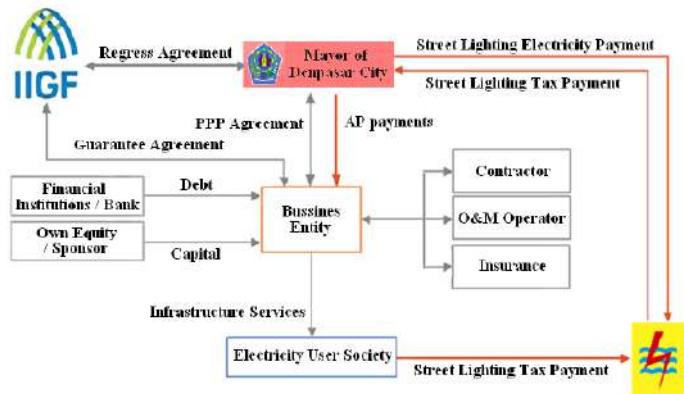 IIGF
Regress Agreement
Mayor of
Denpasar City
Street Lighting Electricity Payment
Street Lighting Tax Payment
PPP Agreement
AP payments
Guarantee Agreement
Financial
Institutions / Bank
Debt
Own Equity
/ Sponsor
Capital
Bussines
Entity
Contractor
O&M Operator
Insurance
Infrastructure Services
Electricity User Society
Street Lighting Tax Payment